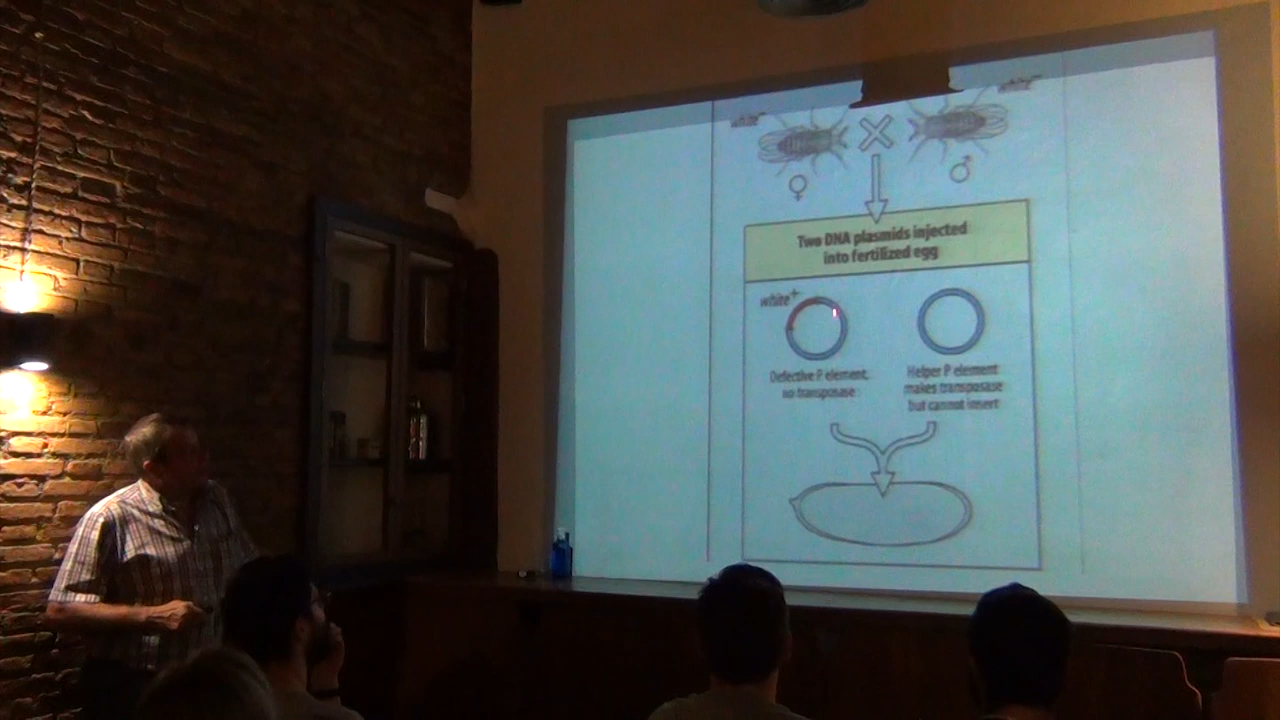 white⁻
white⁻
♀
♂
Two DNA plasmids injected
into fertilized egg
white⁺
Defective P element,
no transposase
Helper P element
makes transposase
but cannot insert